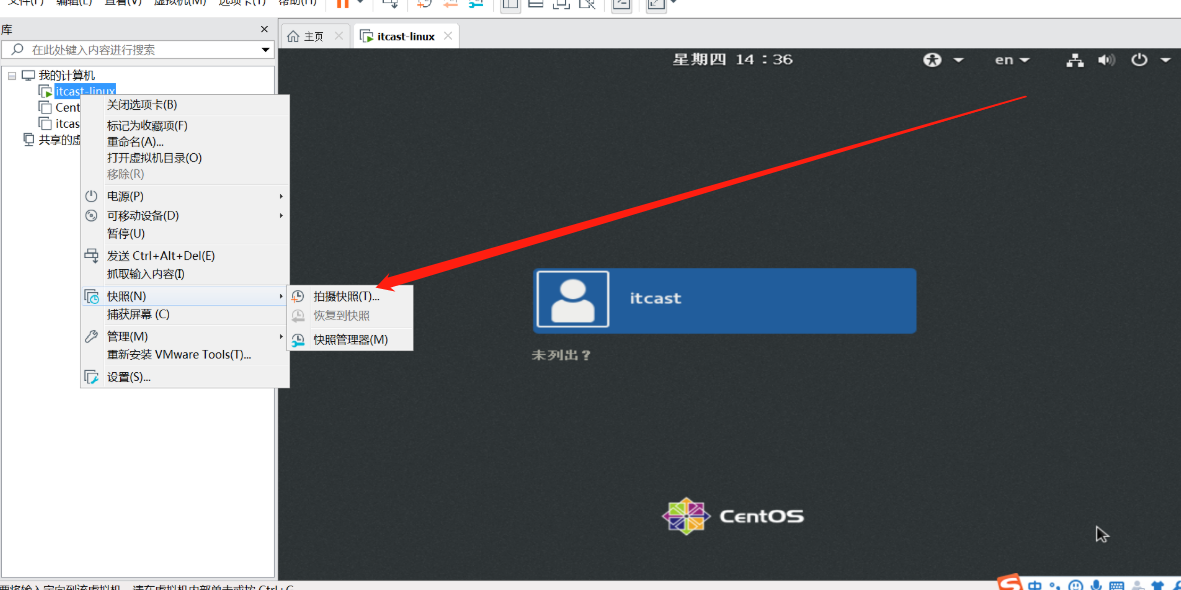 文件(F) 编辑(E) 查看(V) 虚拟机(M) 选项卡(T) 帮助(H)
库
在此处键入内容进行搜索
主页
itcast-linux
我的计算机
itcast-linux
Cent
itcas
共享的虚
关闭选项卡(B)
标记为收藏项(F)
重命名(A)...
打开虚拟机目录(O)
移除(R)
电源(P)
可移动设备(D)
暂停(U)
发送 Ctrl+Alt+Del(E)
抓取输入内容(I)
快照(N)
捕获屏幕 (C)
管理(M)
重新安装 VMware Tools(T)...
设置(S)...
拍摄快照(T)...
恢复到快照
快照管理器(M)
星期四 14：36
en
itcast
未列出？
CentOS
要将输入定向到该虚拟机，请在虚拟机内部单击或按 Ctrl+G
中